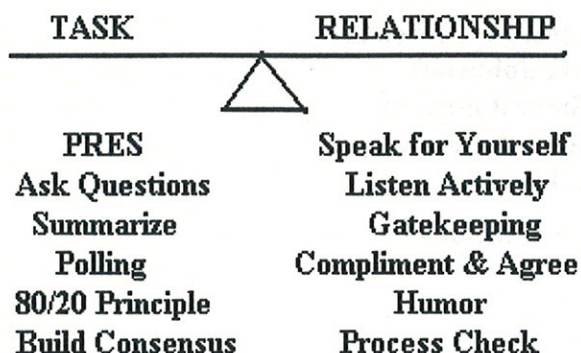 TASK RELATIONSHIP
PRES Speak for Yourself
Ask Questions Listen Actively
Summarize Gatekeeping
Polling Compliment & Agree
80/20 Principle Humor
Build Consensus Process Check